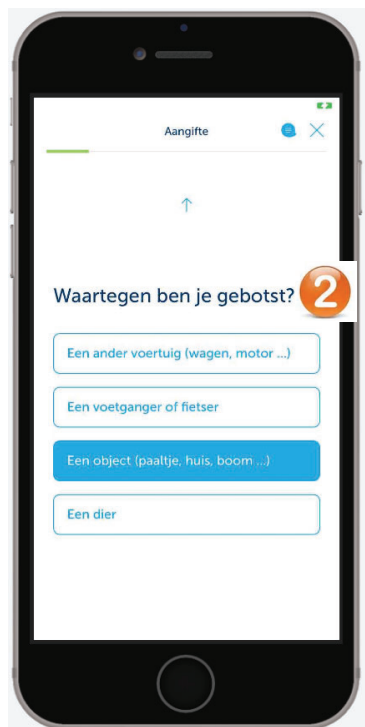 Aangifte
Waartegen ben je gebotst?
2
Een ander voertuig (wagen, motor ...)
Een voetganger of fietser
Een object (paaltje, huis, boom ...)
Een dier